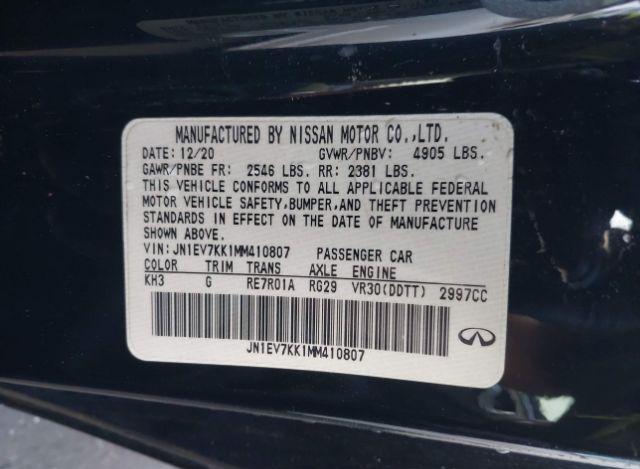 MANUFACTURED BY NISSAN MOTOR CO.,LTD.
DATE: 12/20 GVWR/PNBV: 4905 LBS.
GAWR/PNBE FR: 2546 LBS. RR: 2381 LBS.
THIS VEHICLE CONFORMS TO ALL APPLICABLE FEDERAL
MOTOR VEHICLE SAFETY,BUMPER,AND THEFT PREVENTION
STANDARDS IN EFFECT ON THE DATE OF MANUFACTURE
SHOWN ABOVE.
VIN: JN1EV7KK1MM410807 PASSENGER CAR
COLOR TRIM TRANS AXLE ENGINE
KH3 G RE7R01A RG29 VR30(DDTT) 2997CC
JN1EV7KK1MM410807